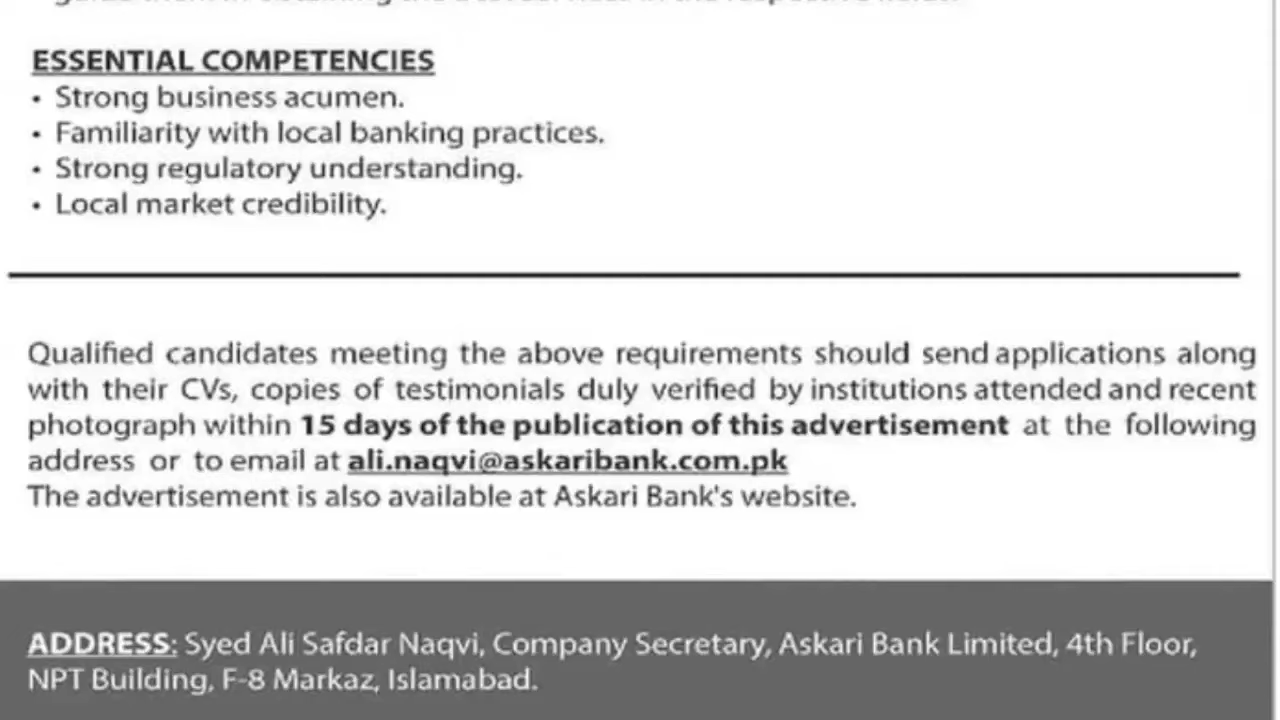 ESSENTIAL COMPETENCIES
• Strong business acumen.
• Familiarity with local banking practices.
• Strong regulatory understanding.
• Local market credibility.
Qualified candidates meeting the above requirements should send applications along
with their CVs, copies of testimonials duly verified by institutions attended and recent
photograph within 15 days of the publication of this advertisement at the following
address or to email at ali.naqvi@askaribank.com.pk
The advertisement is also available at Askari Bank's website.
ADDRESS: Syed Ali Safdar Naqvi, Company Secretary, Askari Bank Limited, 4th Floor,
NPT Building, F-8 Markaz, Islamabad.